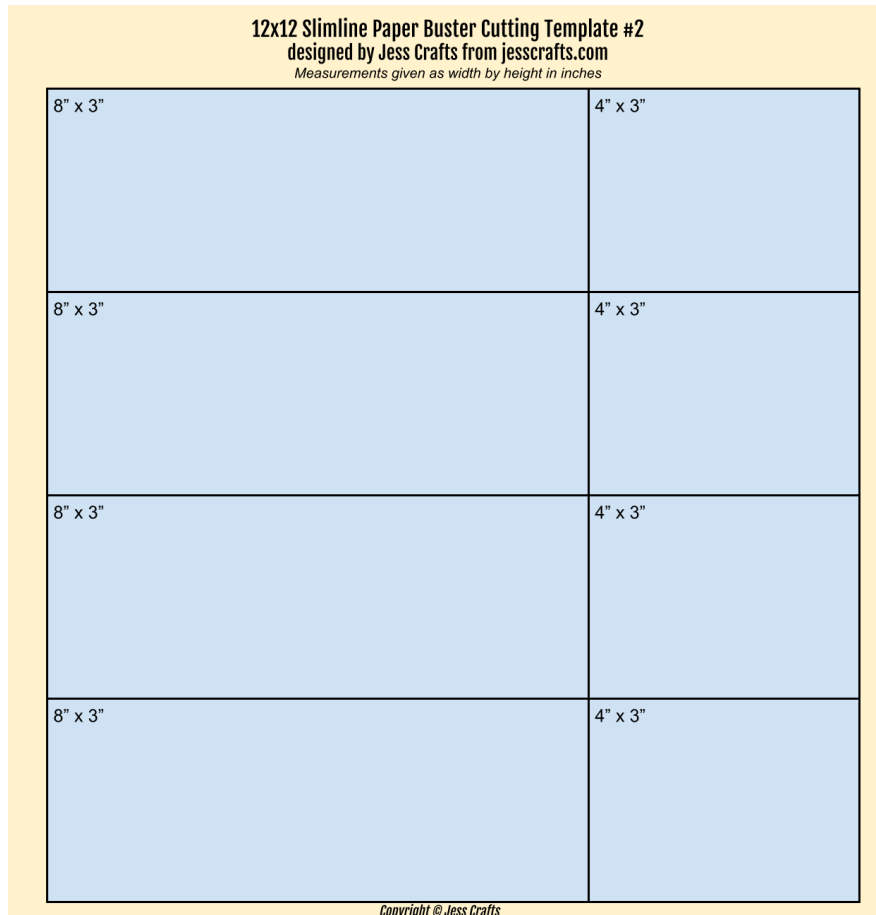 12x12 Slimline Paper Buster Cutting Template #2
designed by Jess Crafts from jesscrafts.com
Measurements given as width by height in inches
8” x 3” 4” x 3”
8” x 3” 4” x 3”
8” x 3” 4” x 3”
8” x 3” 4” x 3”
Copyright © Jess Crafts